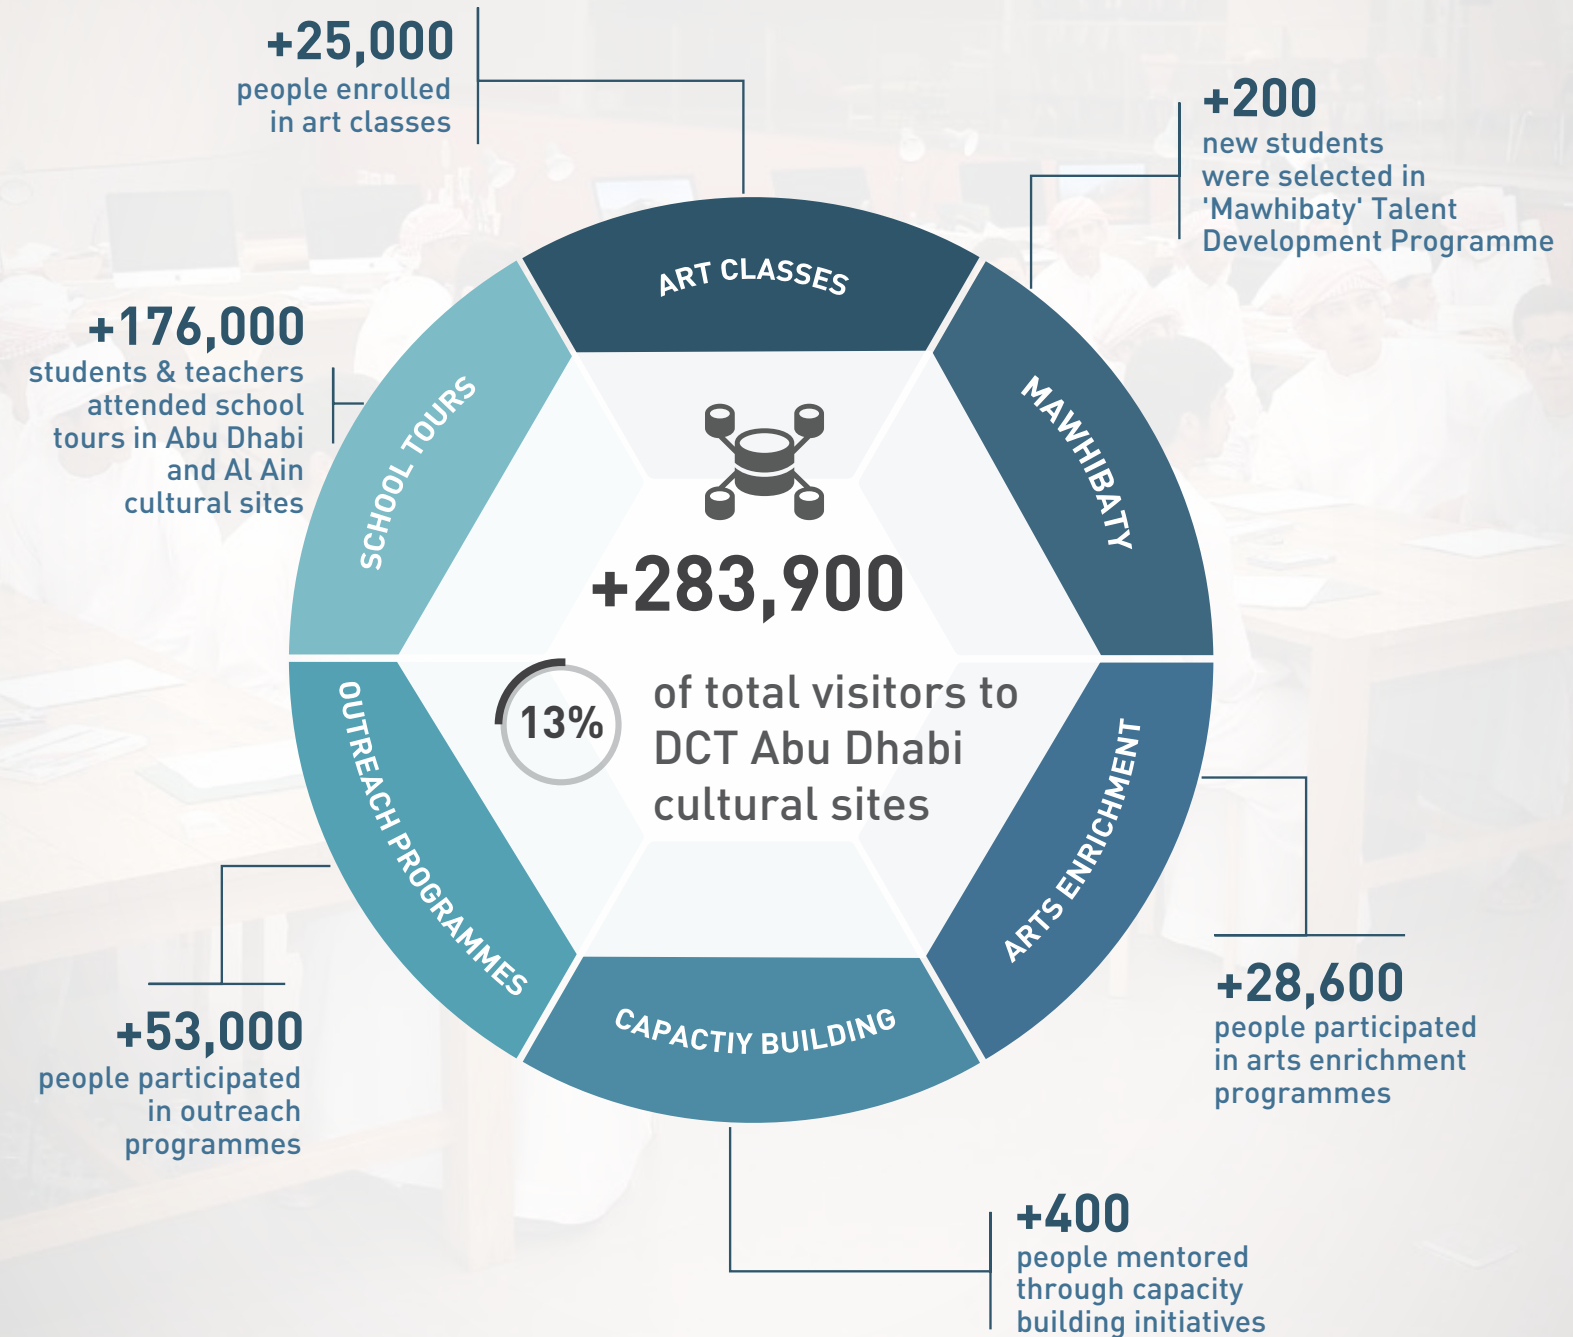 +25,000
people enrolled
in art classes
+200
new students
were selected in
'Mawhibaty' Talent
Development Programme
+176,000
students & teachers
attended school
tours in Abu Dhabi
and Al Ain
cultural sites
ART CLASSES
MAWHIBATY
SCHOOL TOURS
+283,900
13%
of total visitors to
DCT Abu Dhabi
cultural sites
OUTREACH PROGRAMMES
ARTS ENRICHMENT
CAPACTIY BUILDING
+53,000
people participated
in outreach
programmes
+28,600
people participated
in arts enrichment
programmes
+400
people mentored
through capacity
building initiatives